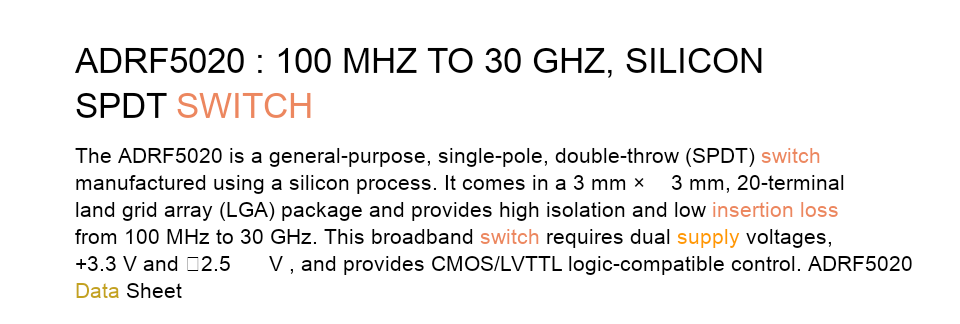 ADRF5020 : 100 MHZ TO 30 GHZ, SILICON
SPDT SWITCH
The ADRF5020 is a general-purpose, single-pole, double-throw (SPDT) switch
manufactured using a silicon process. It comes in a 3 mm × 3 mm, 20-terminal
land grid array (LGA) package and provides high isolation and low insertion loss
from 100 MHz to 30 GHz. This broadband switch requires dual supply voltages,
+3.3 V and □2.5 V , and provides CMOS/LVTTL logic-compatible control. ADRF5020
Data Sheet